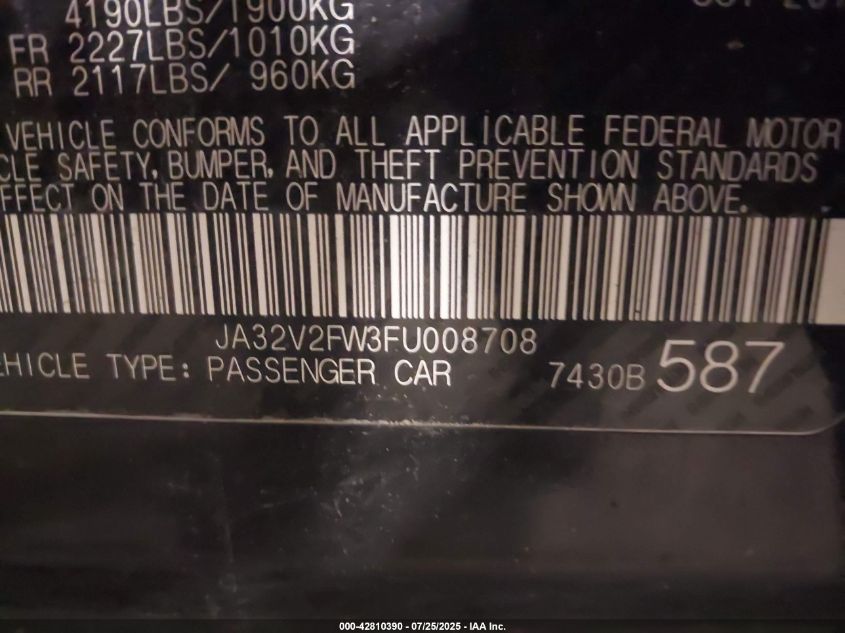 4190LBS/1900KG
FR 2227LBS/1010KG
RR 2117LBS/ 960KG
VEHICLE CONFORMS TO ALL APPLICABLE FEDERAL MOTOR
CLE SAFETY, BUMPER, AND THEFT PREVENTION STANDARDS
FFECT ON THE DATE OF MANUFACTURE SHOWN ABOVE.
JA32V2FW3FU008708
EHICLE TYPE: PASSENGER CAR 7430B 587
000-42810390 - 07/25/2025 - IAA Inc.